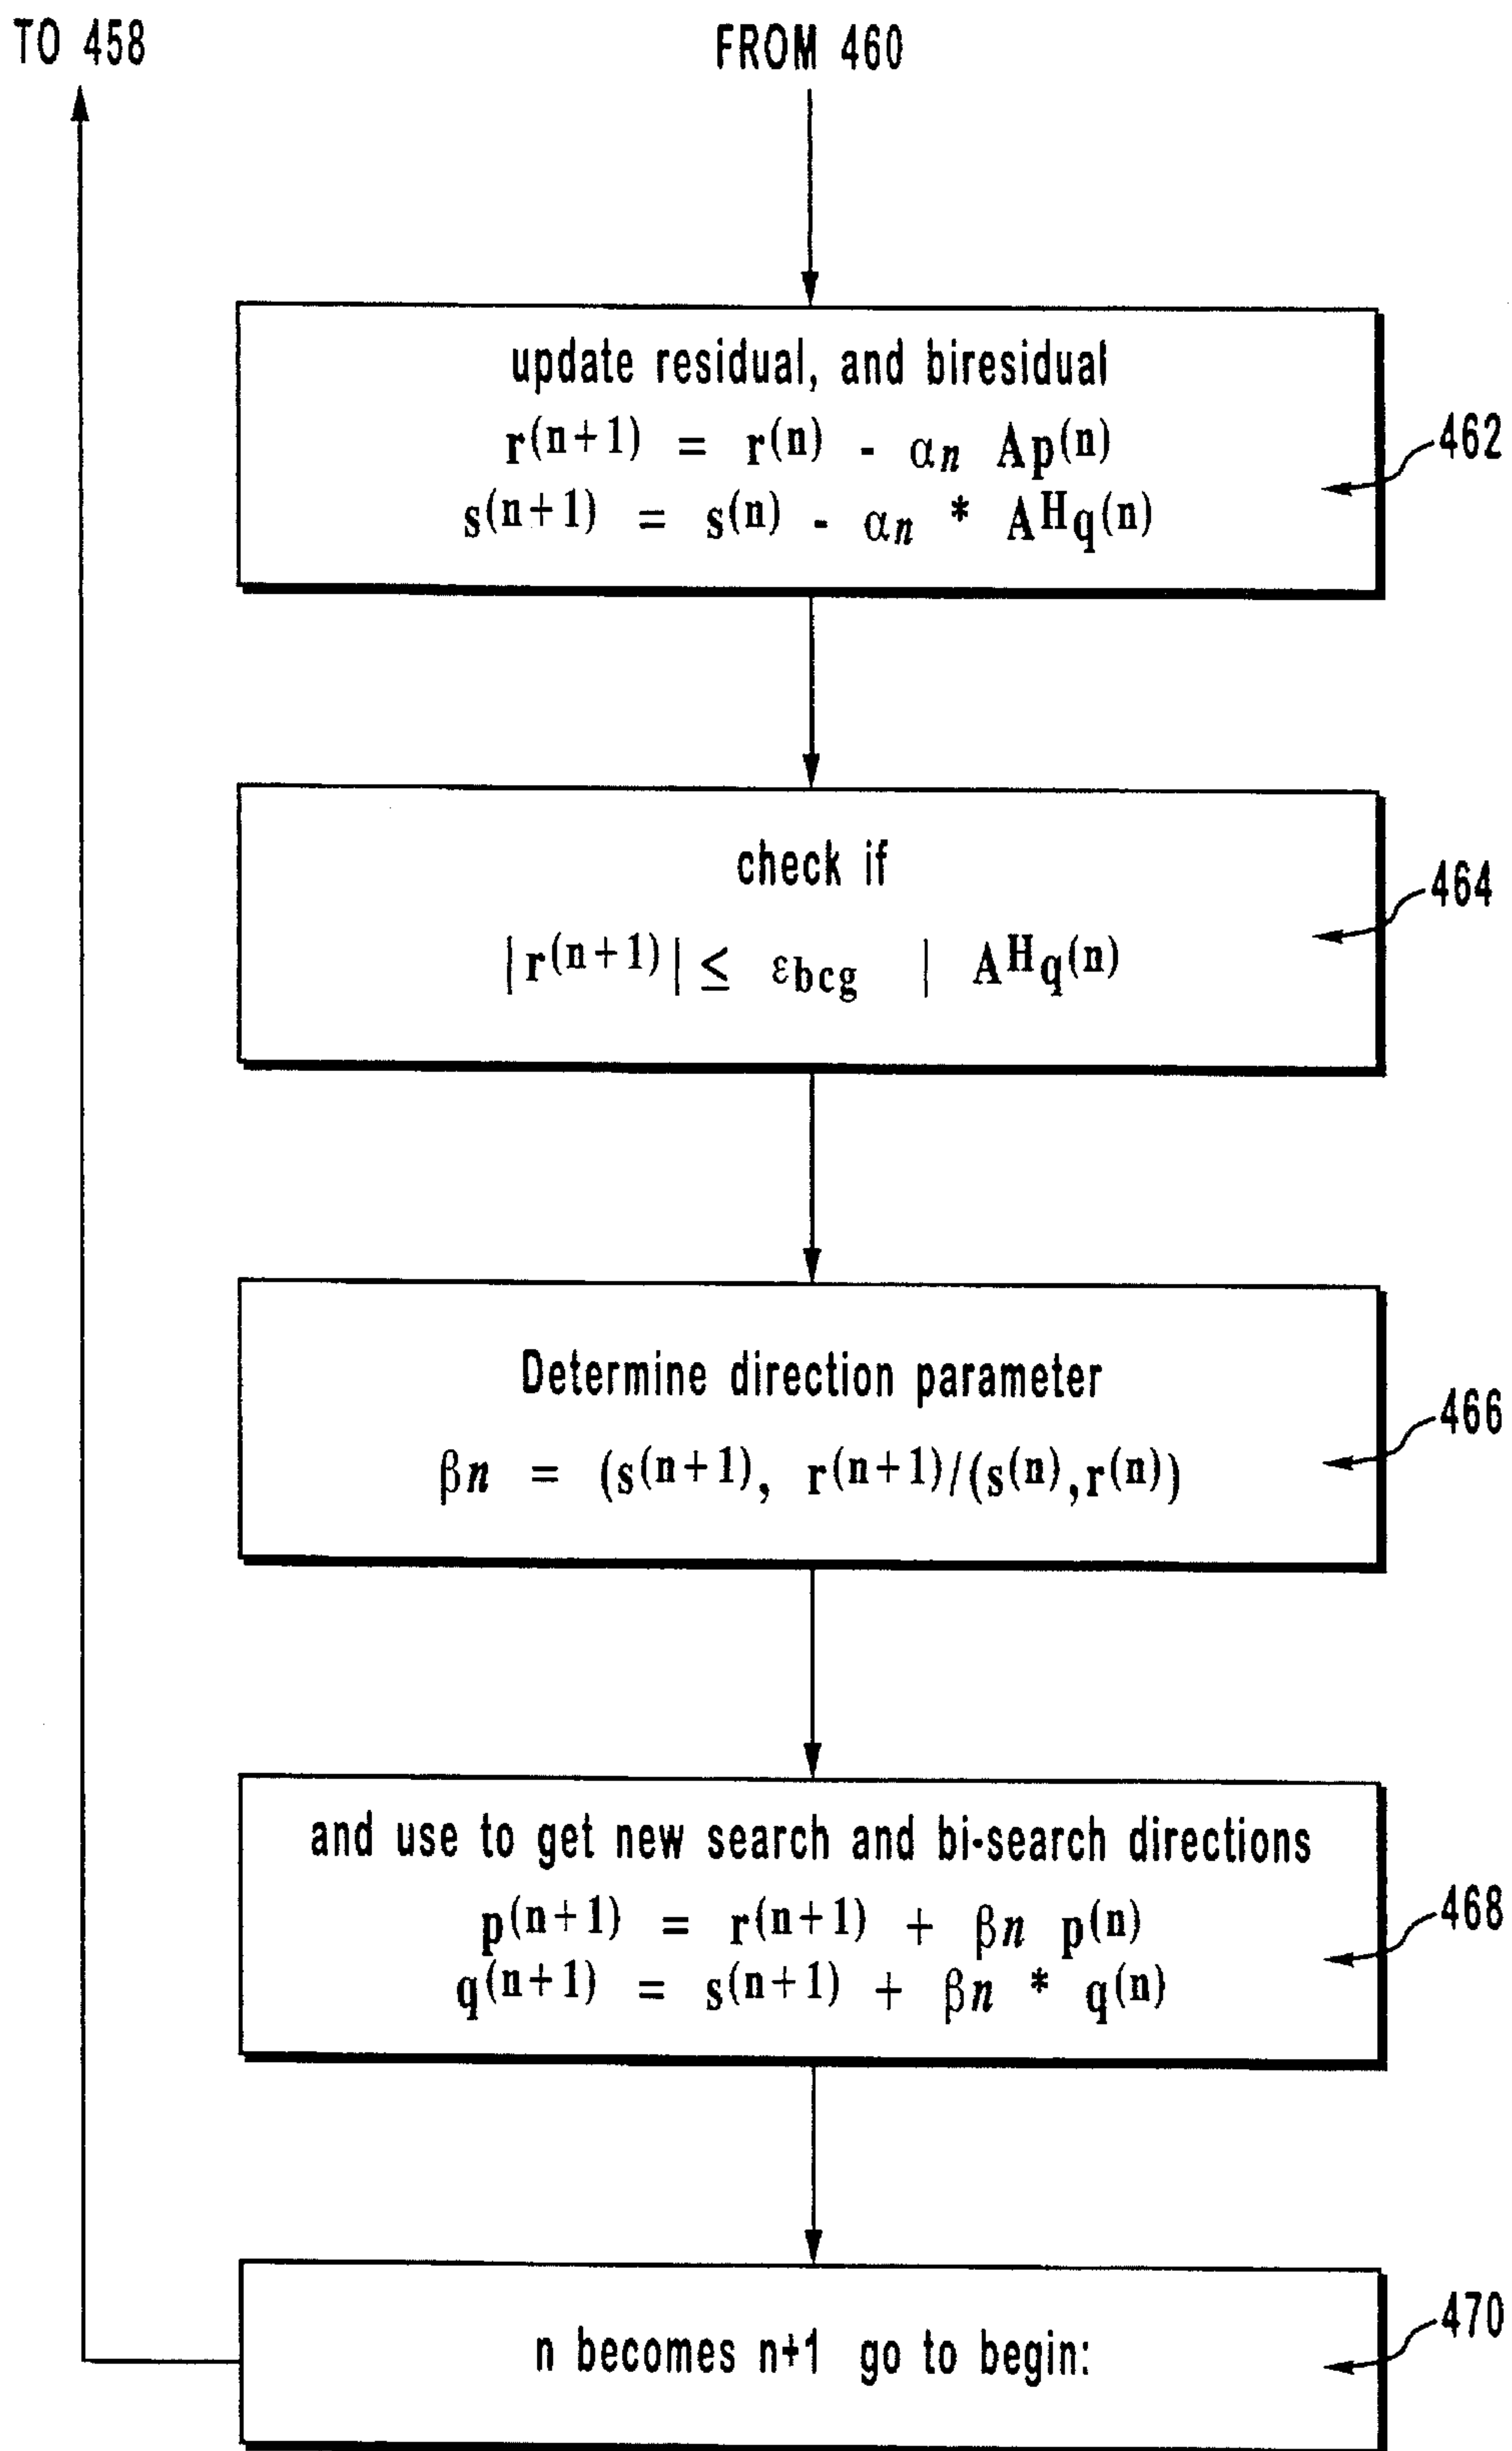 TO 458
FROM 460
update residual, and biresidual
r(n+1) = r(n) - αn Ap(n)
s(n+1) = s(n) - αn * AHq(n)
462
check if
|r(n+1)| ≤ εbcg | AHq(n)
464
Determine direction parameter
βn = (s(n+1), r(n+1)/(s(n),r(n))
466
and use to get new search and bi-search directions
p(n+1) = r(n+1) + βn p(n)
q(n+1) = s(n+1) + βn * q(n)
468
n becomes n+1 go to begin:
470